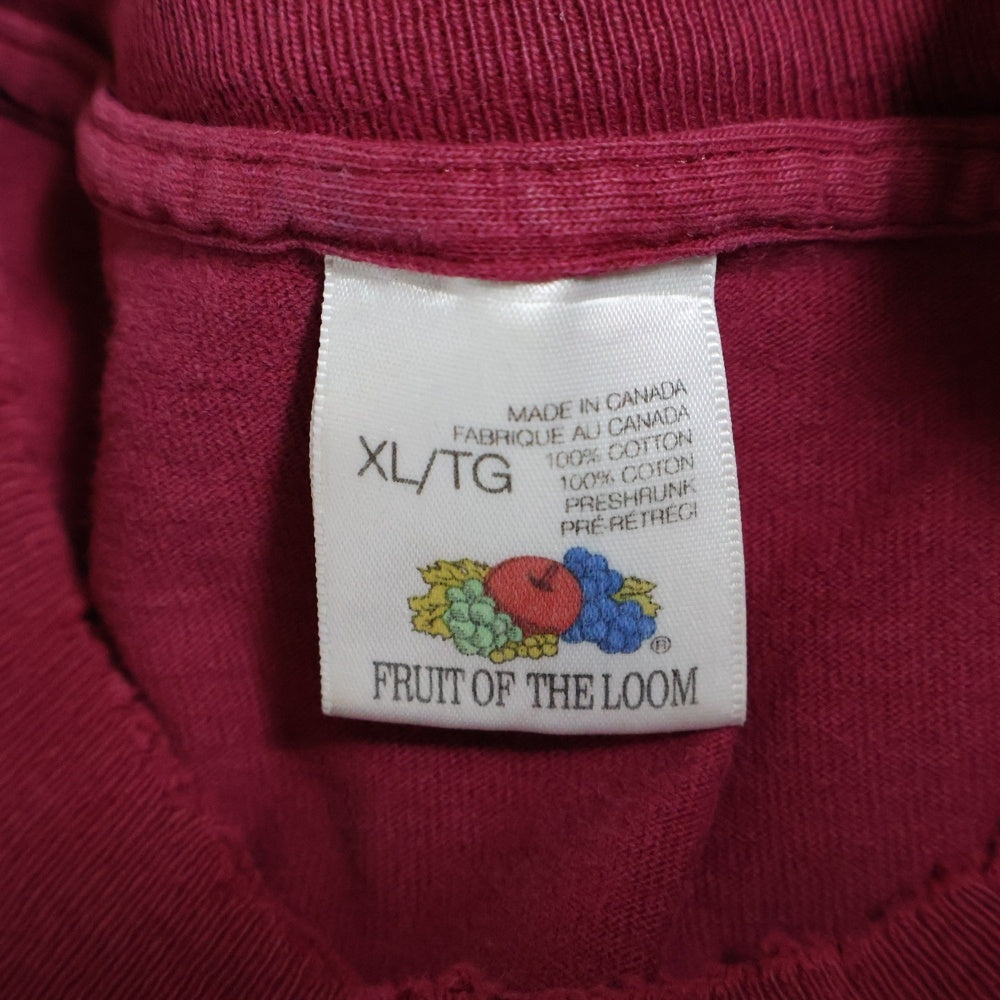 MADE IN CANADA
FABRIQUE AU CANADA
XL/TG
100% COTTON
100% COTON
PRESHRUNK
PRÉ-RÉTRÉCI
®
FRUIT OF THE LOOM